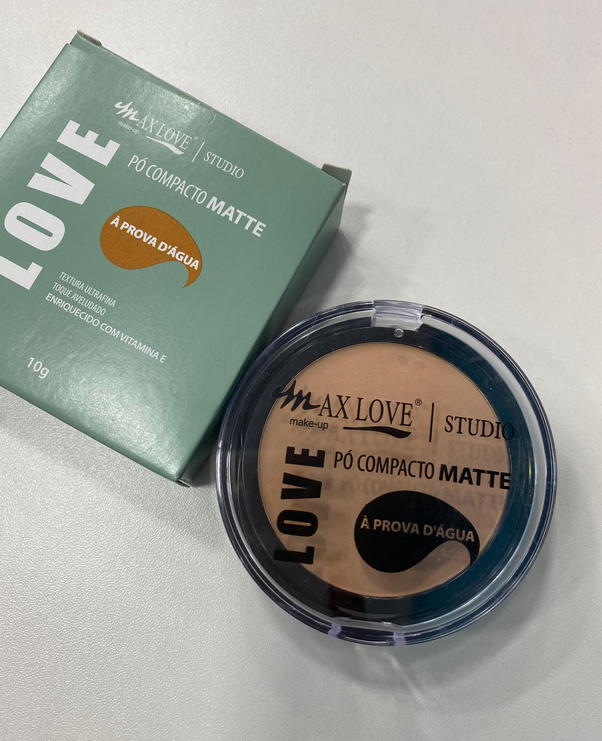 MAX LOVE
make-up
STUDIO
PÓ COMPACTO MATTE
LOVE
À PROVA D'ÁGUA
TEXTURA ULTRAFINA
TOQUE AVELUDADO
ENRIQUECIDO COM VITAMINA E
10g
MAX LOVE® STUDIO
make-up
PÓ COMPACTO MATTE
LOVE
À PROVA D'ÁGUA